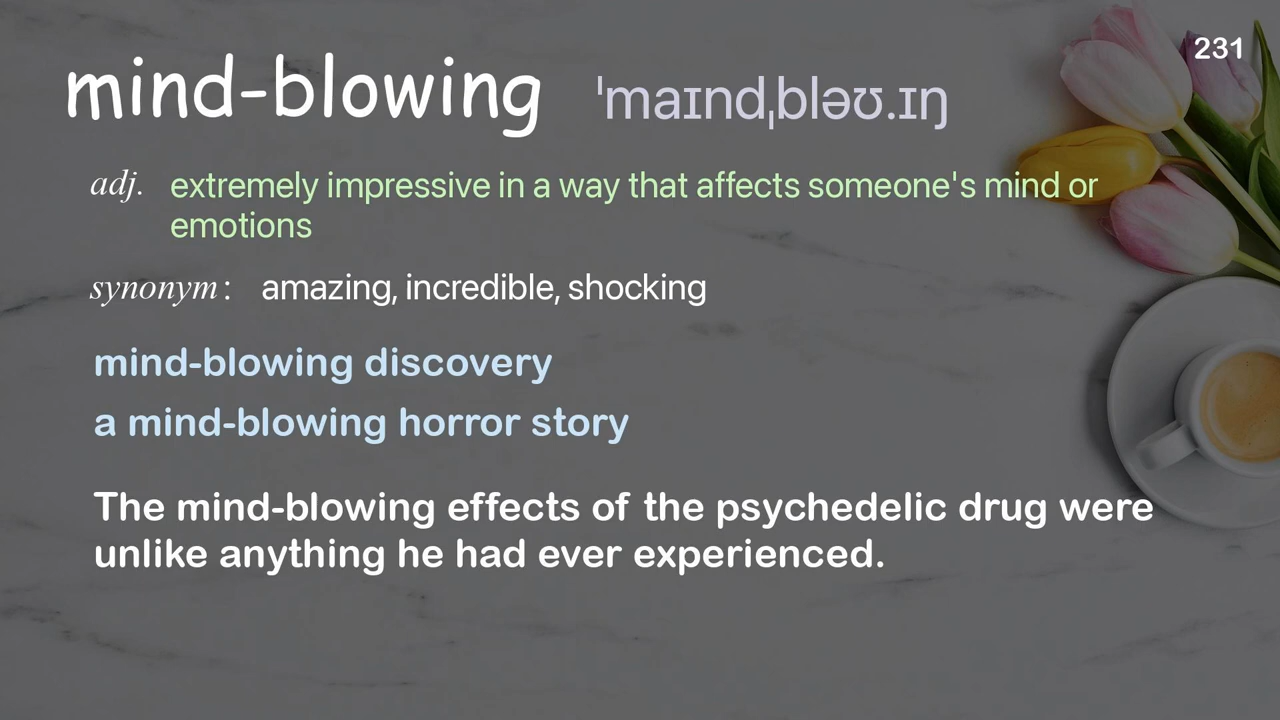 231
mind-blowing ˈmaɪndˌbləʊ.ɪŋ
adj. extremely impressive in a way that affects someone's mind or
emotions
synonym: amazing, incredible, shocking
mind-blowing discovery
a mind-blowing horror story
The mind-blowing effects of the psychedelic drug were
unlike anything he had ever experienced.